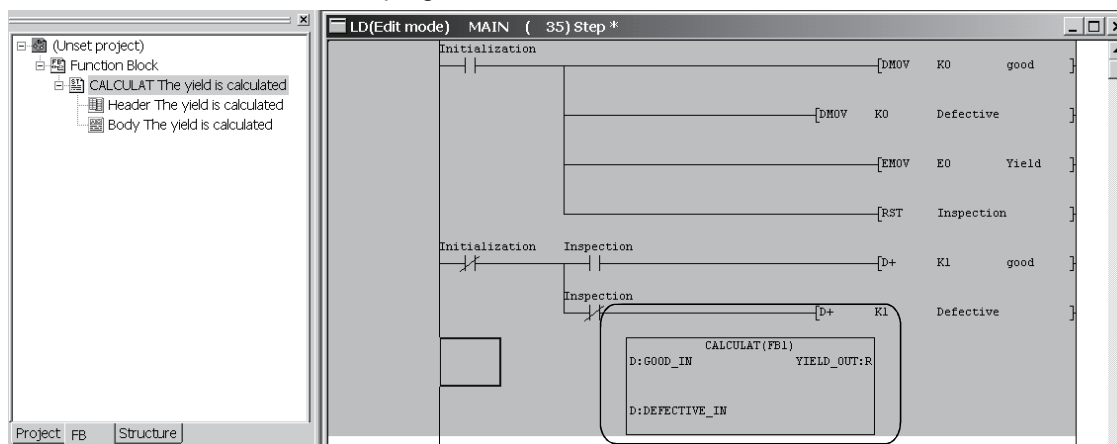 (Unset project)
Function Block
CALCULAT The yield is calculated
Header The yield is calculated
Body The yield is calculated
Project FB Structure
LD(Edit mode) MAIN ( 35) Step *
Initialization
DMOV K0 good
DMOV K0 Defective
EMOV E0 Yield
RST Inspection
Initialization Inspection
D+ K1 good
Inspection
D+ K1 Defective
CALCULAT(FB1)
D:GOOD_IN YIELD_OUT:R
D:DEFECTIVE_IN